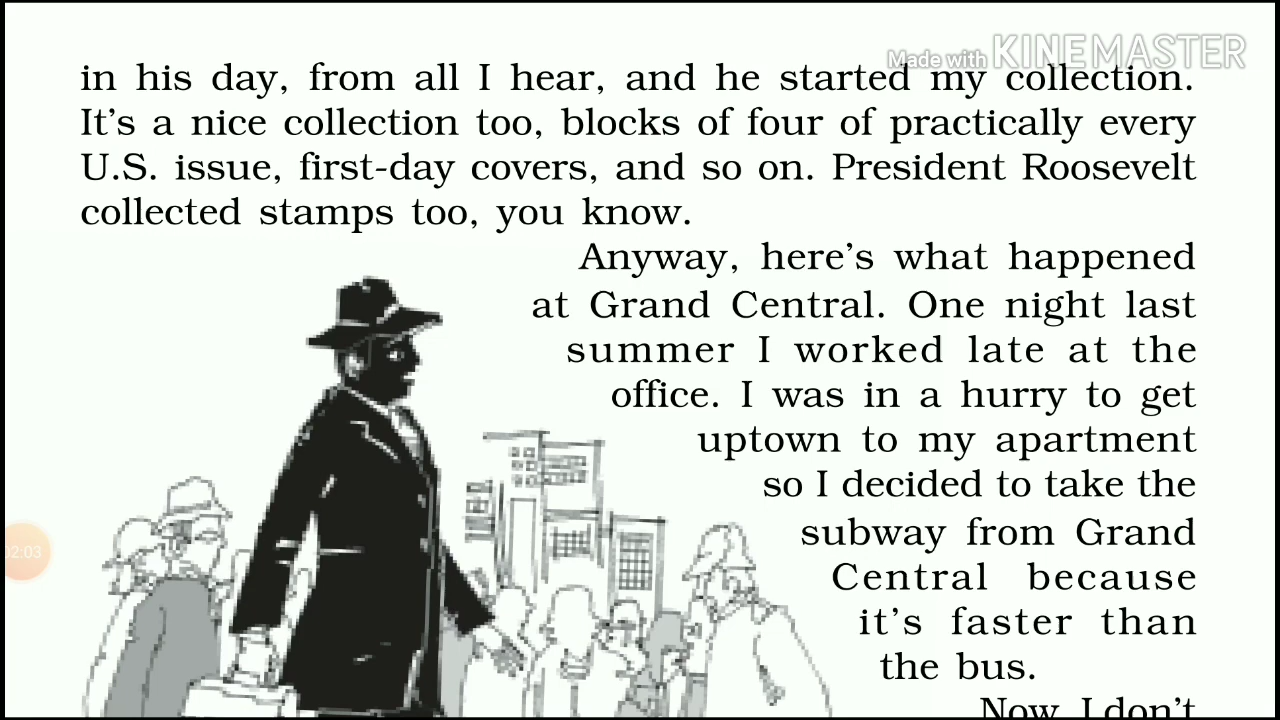 Made with KINEMASTER
in his day, from all I hear, and he started my collection.
It's a nice collection too, blocks of four of practically every
U.S. issue, first-day covers, and so on. President Roosevelt
collected stamps too, you know.
Anyway, here's what happened
at Grand Central. One night last
summer I worked late at the
office. I was in a hurry to get
uptown to my apartment
so I decided to take the
subway from Grand
Central because
it's faster than
the bus.
Now, I don't
02:03